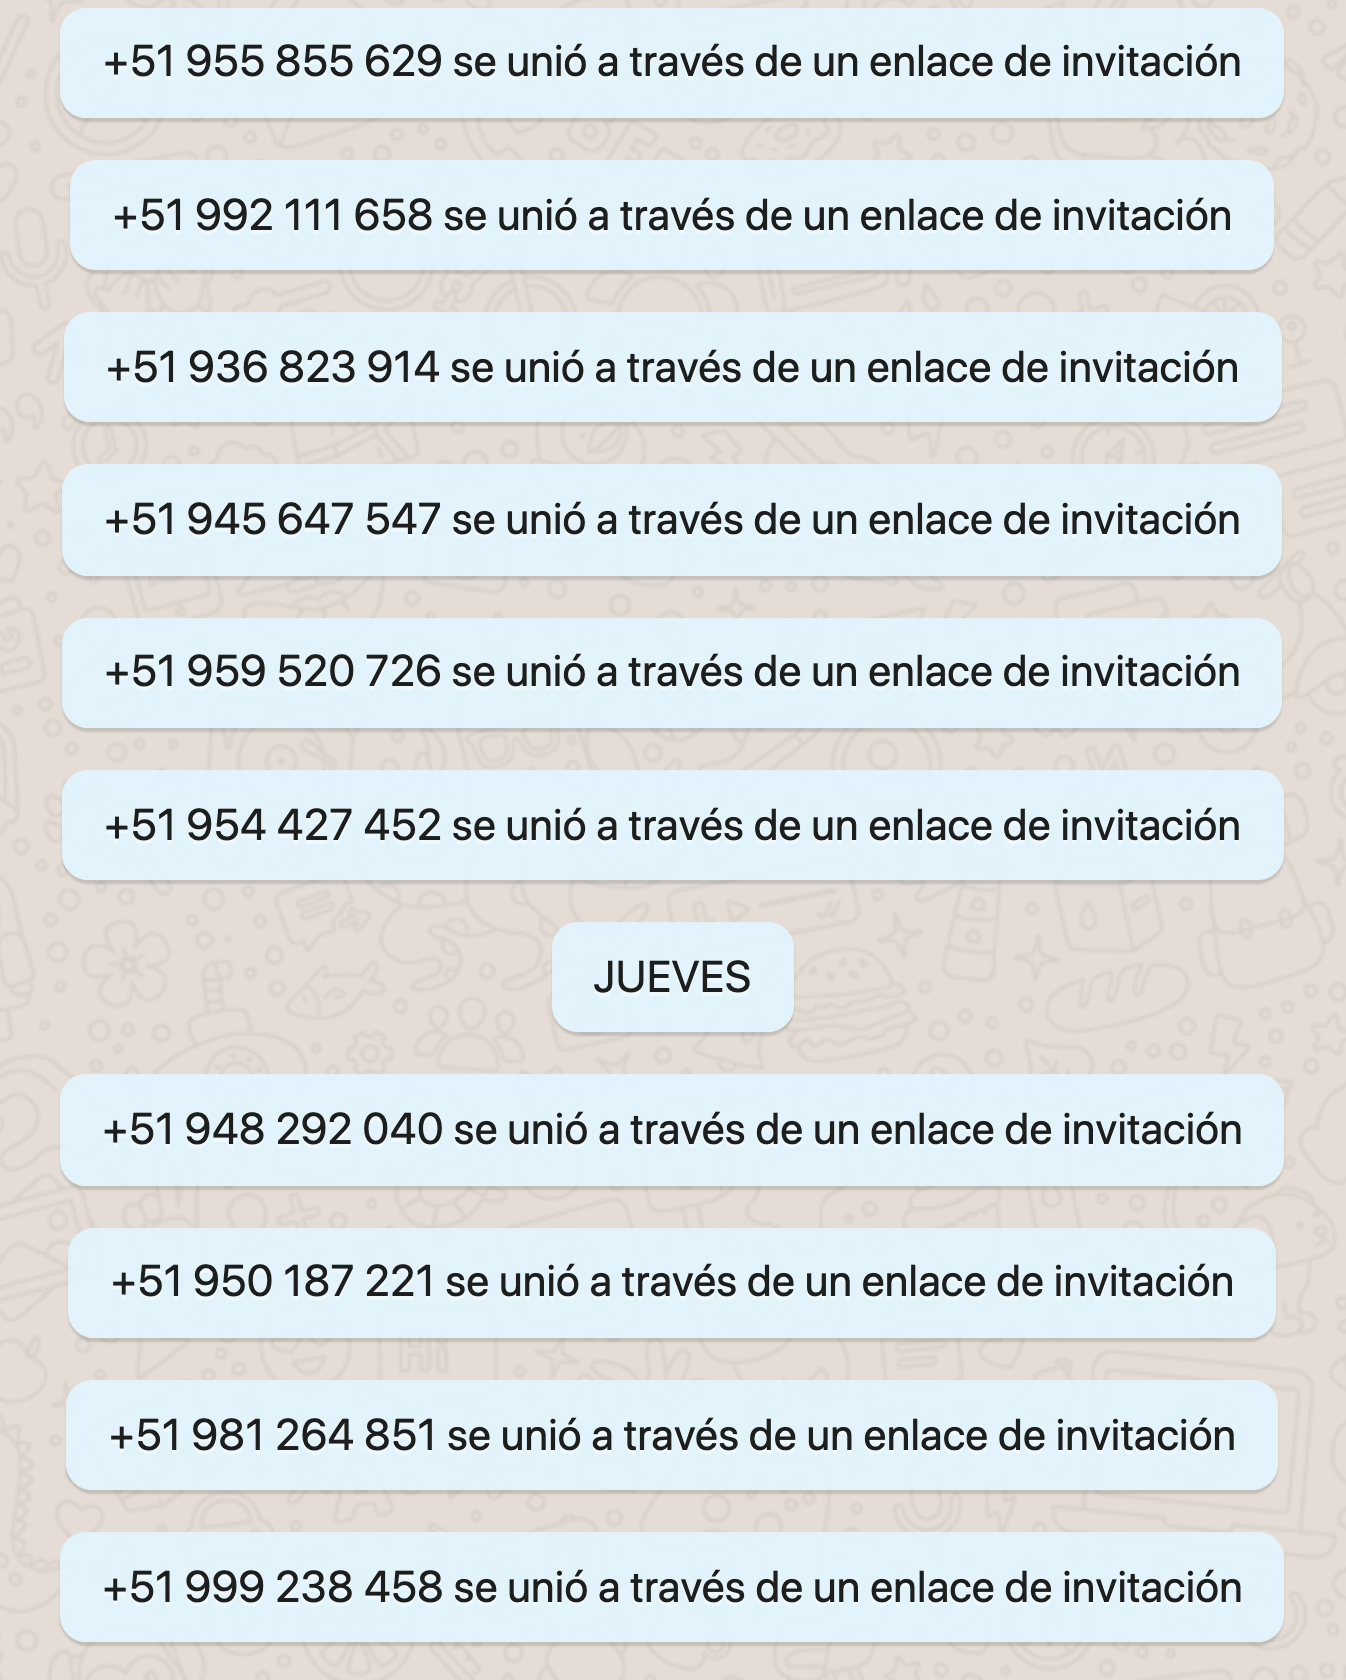 +51 955 855 629 se unió a través de un enlace de invitación
+51 992 111 658 se unió a través de un enlace de invitación
+51 936 823 914 se unió a través de un enlace de invitación
+51 945 647 547 se unió a través de un enlace de invitación
+51 959 520 726 se unió a través de un enlace de invitación
+51 954 427 452 se unió a través de un enlace de invitación
JUEVES
+51 948 292 040 se unió a través de un enlace de invitación
+51 950 187 221 se unió a través de un enlace de invitación
+51 981 264 851 se unió a través de un enlace de invitación
+51 999 238 458 se unió a través de un enlace de invitación